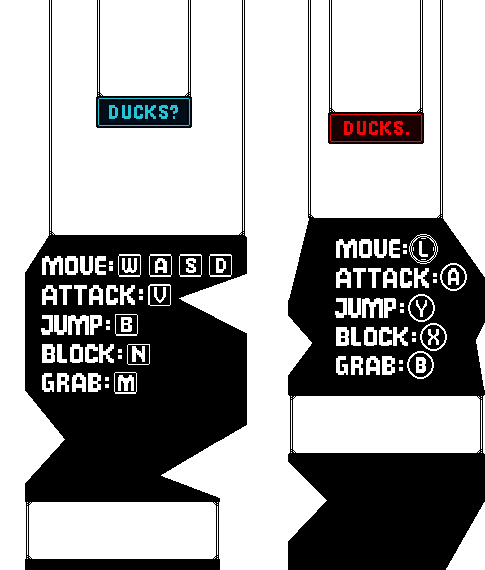 DUCKS?
MOVE: W A S D
ATTACK: V
JUMP: B
BLOCK: N
GRAB: M
DUCKS.
MOVE: L
ATTACK: A
JUMP: Y
BLOCK: X
GRAB: B